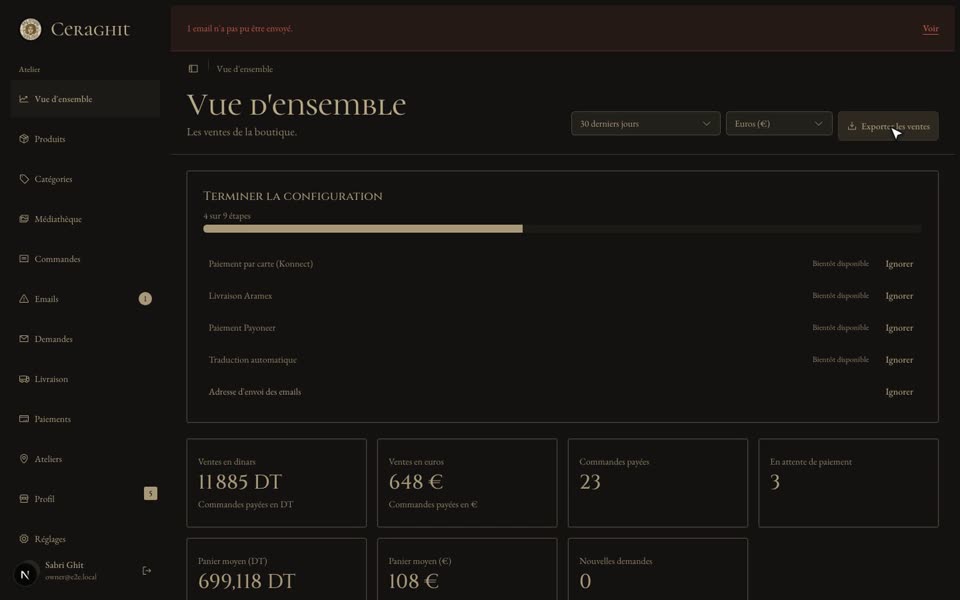 Ceraghit
1 email n'a pas pu être envoyé.
Voir
Atelier
Vue d'ensemble
Produits
Catégories
Médiathèque
Commandes
Emails
1
Demandes
Livraison
Paiements
Ateliers
Profil
5
Réglages
N
Sabri Ghit
owner@e2e.local
Vue d'ensemble
Vue d'ensemble
Les ventes de la boutique.
30 derniers jours
Euros (€)
Exporter les ventes
Terminer la configuration
4 sur 9 étapes
Paiement par carte (Konnect)
Bientôt disponible
Ignorer
Livraison Aramex
Bientôt disponible
Ignorer
Paiement Payoneer
Bientôt disponible
Ignorer
Traduction automatique
Bientôt disponible
Ignorer
Adresse d'envoi des emails
Ignorer
Ventes en dinars
11 885 DT
Commandes payées en DT
Ventes en euros
648 €
Commandes payées en €
Commandes payées
23
En attente de paiement
3
Panier moyen (DT)
699,118 DT
Panier moyen (€)
108 €
Nouvelles demandes
0